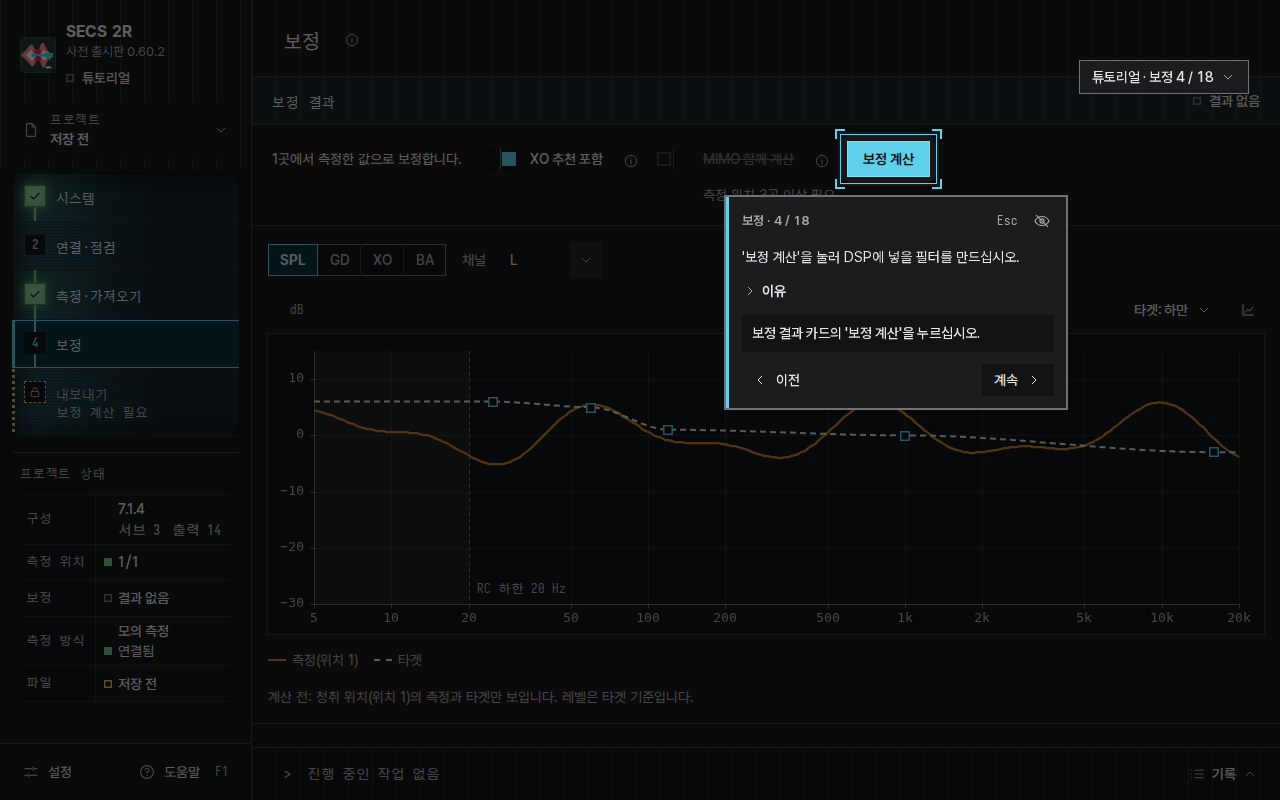 SECS 2R
사전 출시판 0.60.2
튜토리얼
프로젝트
저장 전
시스템
2 연결·점검
측정·가져오기
4 보정
내보내기
보정 계산 필요
프로젝트 상태
구성 7.1.4
서브 3 출력 14
측정 위치 1/1
보정 결과 없음
측정 방식 모의 측정
연결됨
파일 저장 전
설정 도움말 F1
보정
튜토리얼 · 보정 4 / 18
보정 결과 결과 없음
1곳에서 측정한 값으로 보정합니다. XO 추천 포함 MIMO 함께 계산 보정 계산
측정 위치 3곳 이상 필요
보정 · 4 / 18 Esc
'보정 계산'을 눌러 DSP에 넣을 필터를 만드십시오.
이유
보정 결과 카드의 '보정 계산'을 누르십시오.
이전 계속
SPL GD XO BA 채널 L
dB 타겟: 하만
10
0
−10
−20
−30
RC 하한 20 Hz
5 10 20 50 100 200 500 1k 2k 5k 10k 20k
측정(위치 1) 타겟
계산 전: 청취 위치(위치 1)의 측정과 타겟만 보입니다. 레벨은 타겟 기준입니다.
> 진행 중인 작업 없음 기록